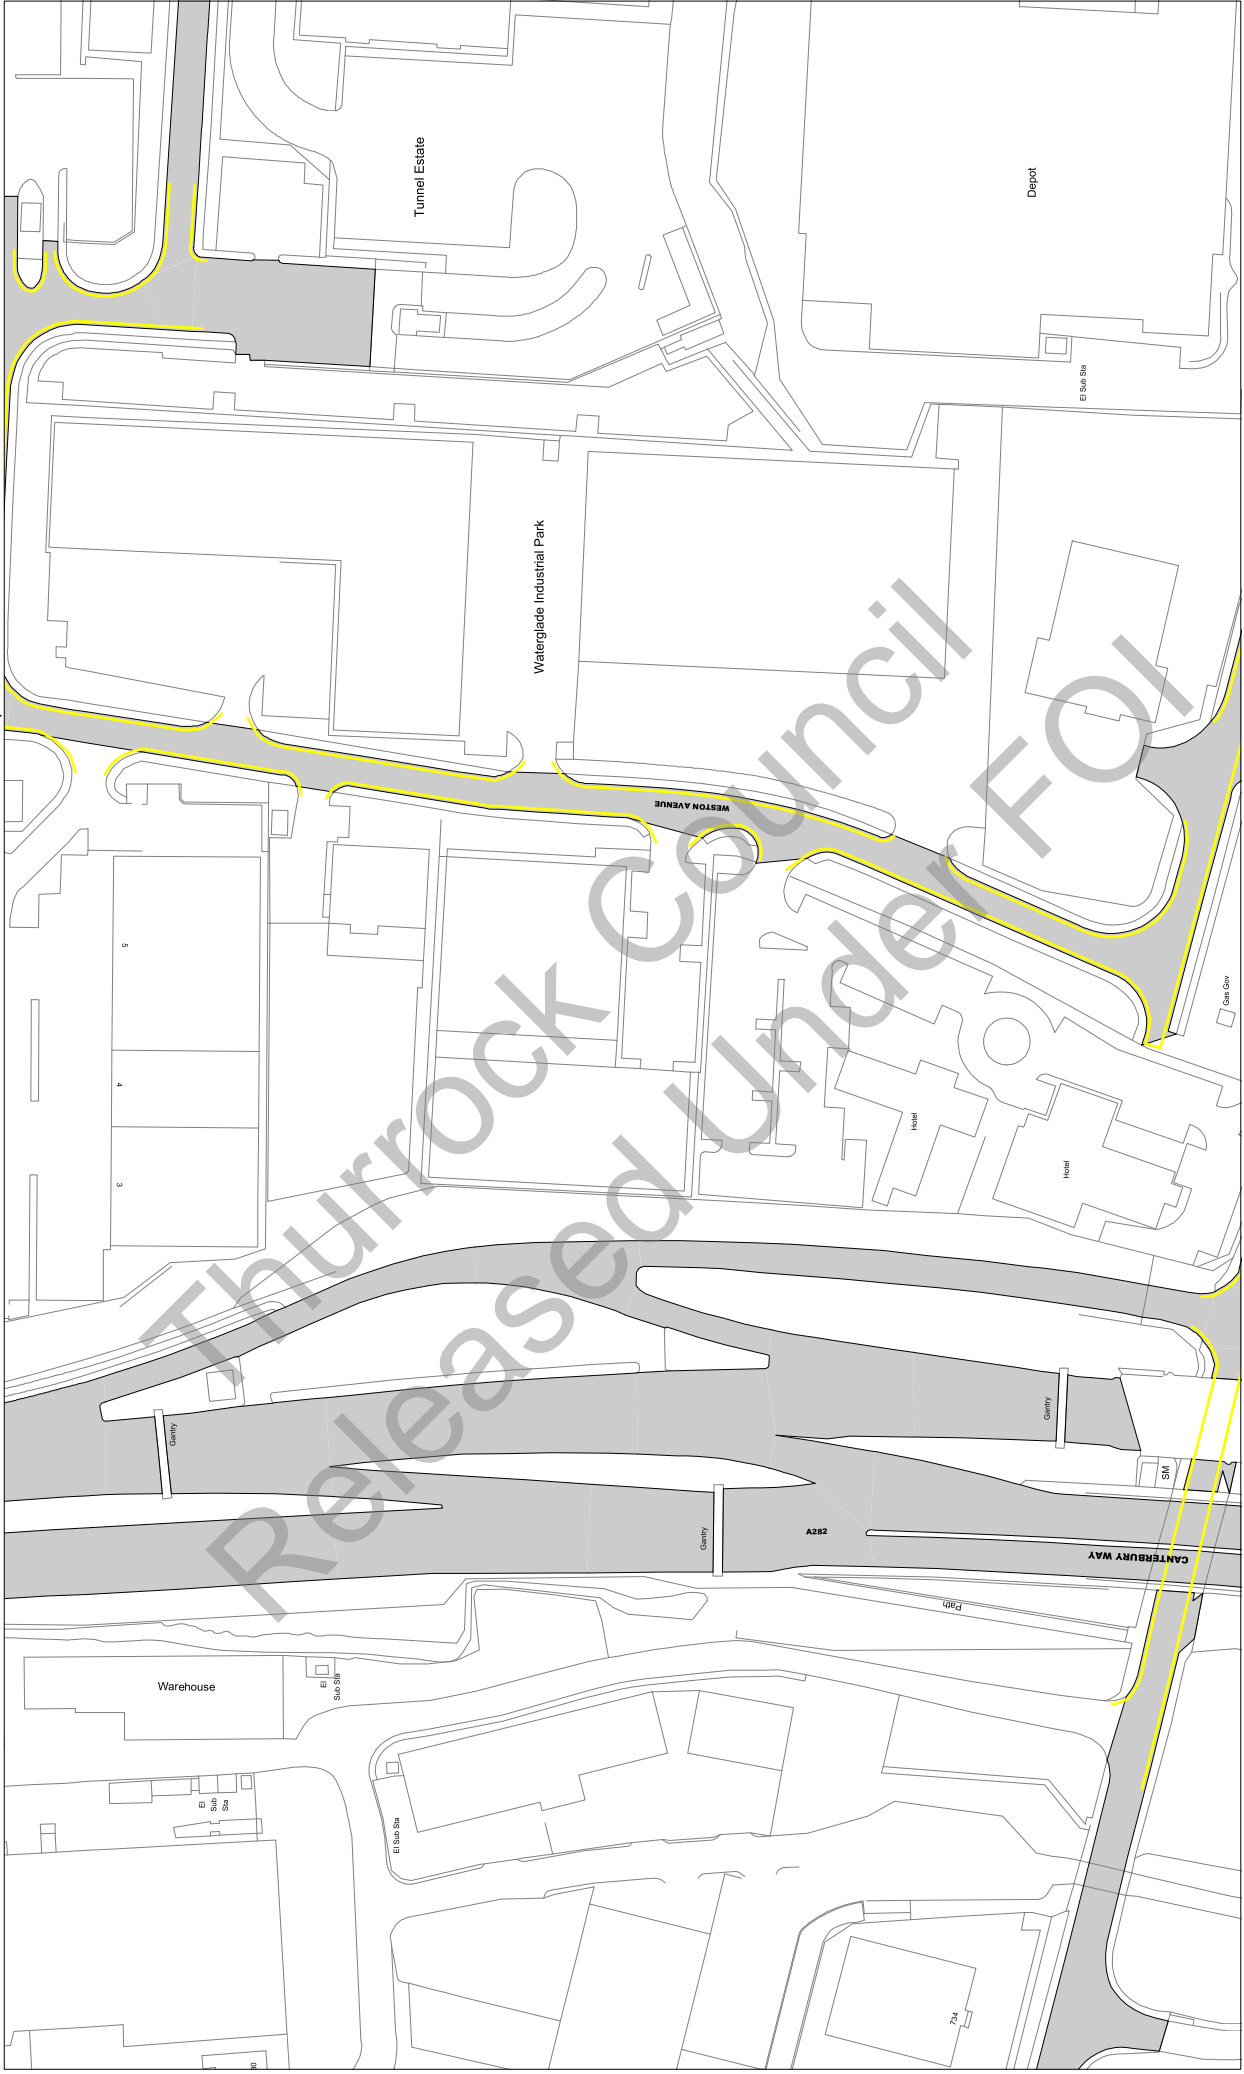 Tunnel Estate
Depot
El Sub Sta
Waterglade Industrial Park
WESTON AVENUE
5
4
3
Gas Gov
Hotel
Hotel
Gantry
Gantry
Gantry
SM
A282
CANTERBURY WAY
Path
Warehouse
El
Sub Sta
El
Sub
Sta
El Sub Sta
734
Thurrock Council
Released Under FOI